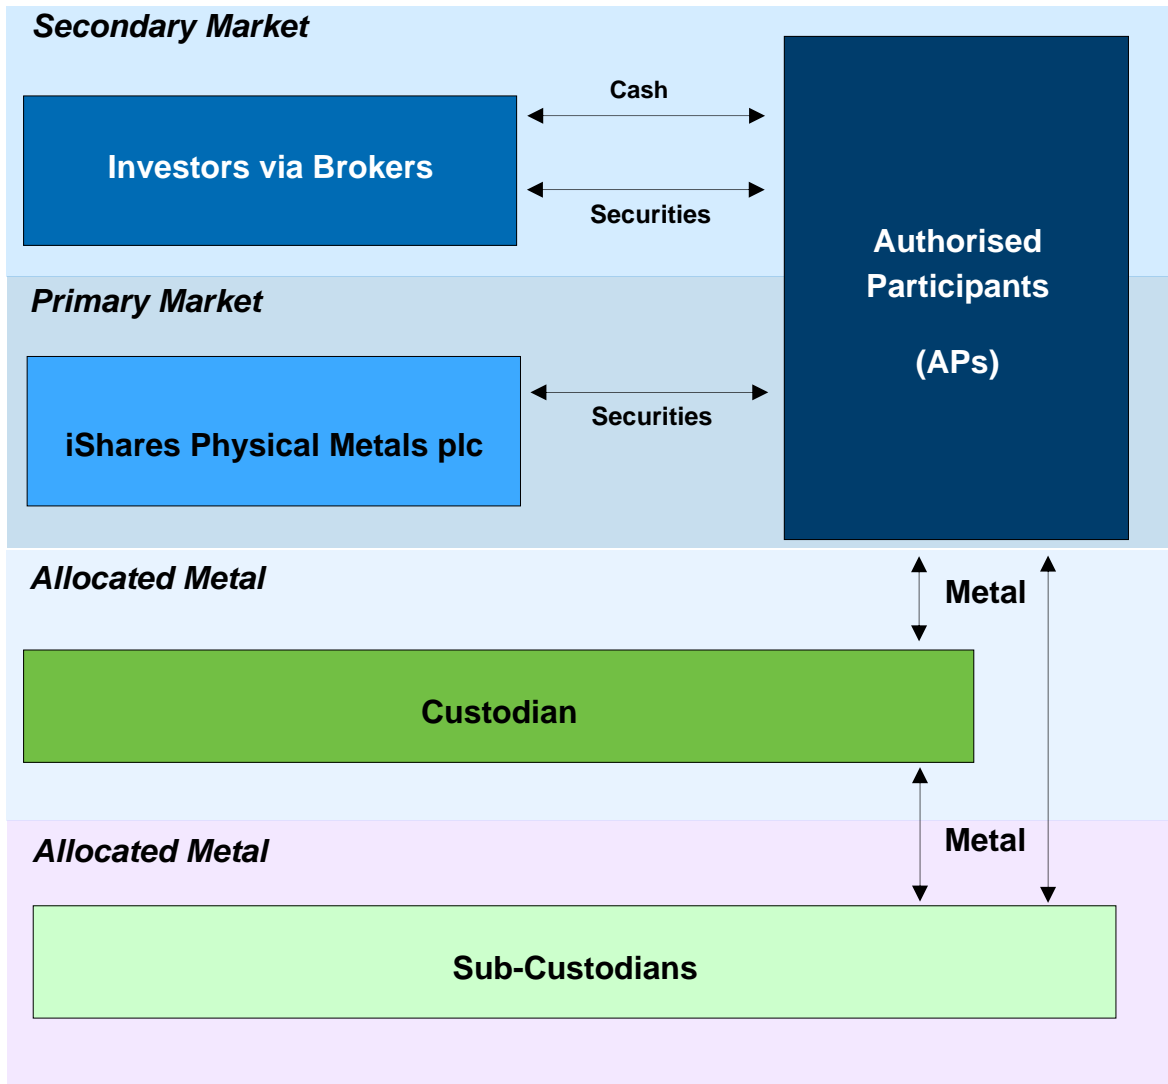 Secondary Market
Cash
Investors via Brokers
Securities
Authorised
Participants
(APs)
Primary Market
Securities
iShares Physical Metals plc
Allocated Metal
Metal
Custodian
Allocated Metal
Metal
Sub-Custodians